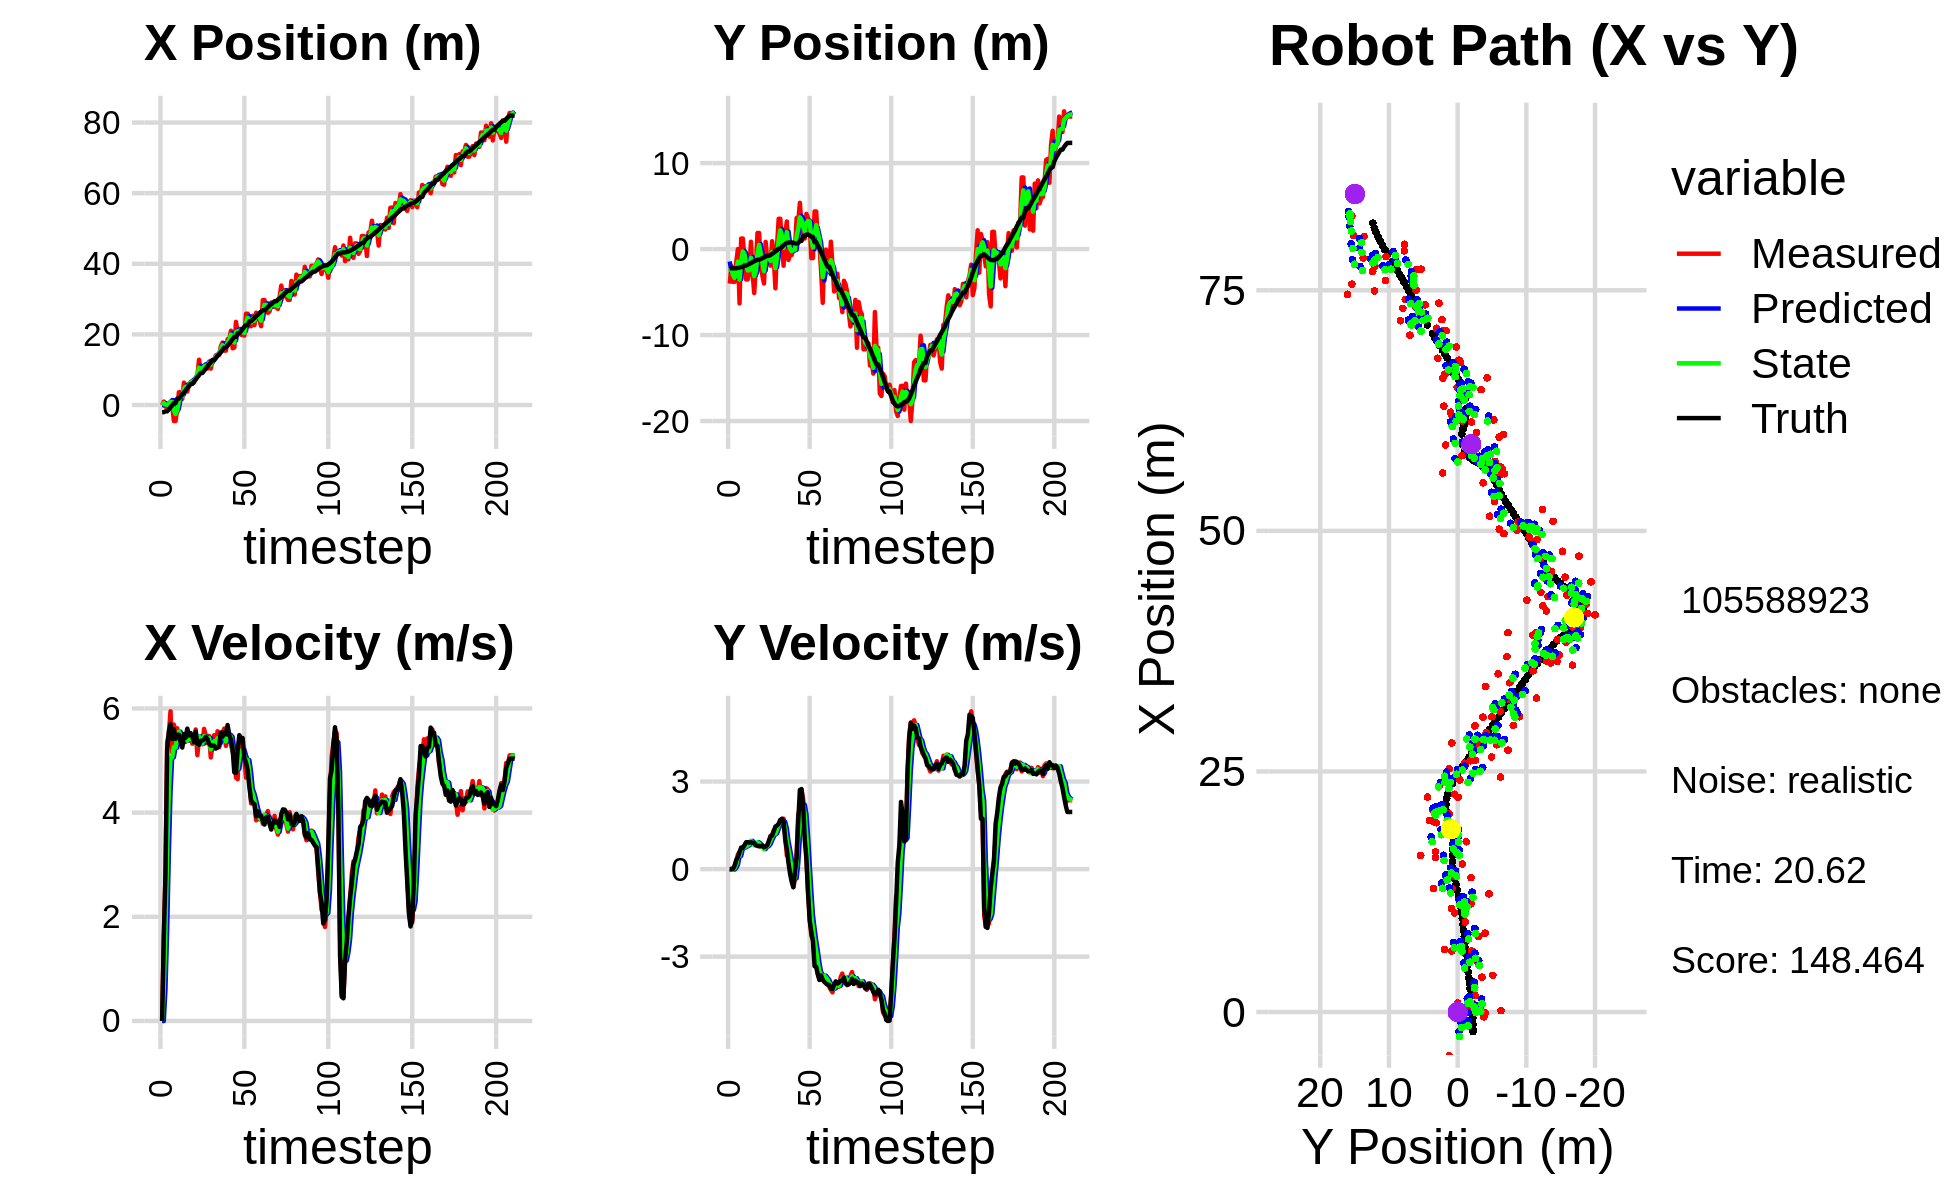 X Position (m)
80
60
40
20
0
0
50
100
150
200
timestep
Y Position (m)
10
0
-10
-20
0
50
100
150
200
timestep
X Velocity (m/s)
6
4
2
0
0
50
100
150
200
timestep
Y Velocity (m/s)
3
0
-3
0
50
100
150
200
timestep
Robot Path (X vs Y)
X Position (m)
75
50
25
0
20 10 0 -10 -20
Y Position (m)
variable
Measured
Predicted
State
Truth
105588923
Obstacles: none
Noise: realistic
Time: 20.62
Score: 148.464